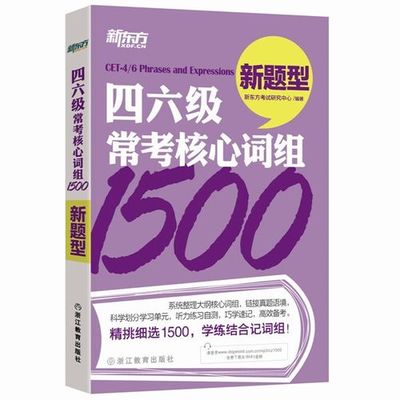 新东方
XDF.CN
CET-4/6 Phrases and Expressions
新题型
新东方考试研究中心 / 编著
四六级
常考核心词组
1500
系统整理大纲核心词组，链接真题语境，
科学划分学习单元，听力练习自测，巧学速记，高效备考。
精挑细选1500，学练结合记词组！
浙江教育出版社
新东方
四六级常考核心词组1500
新题型
浙江教育出版社